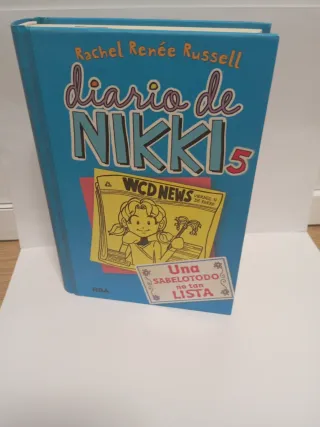 Rachel Renée Russell
diario de
NIKKI 5
WCD NEWS
Una
SABELOTODO
no tan
LISTA
RBA